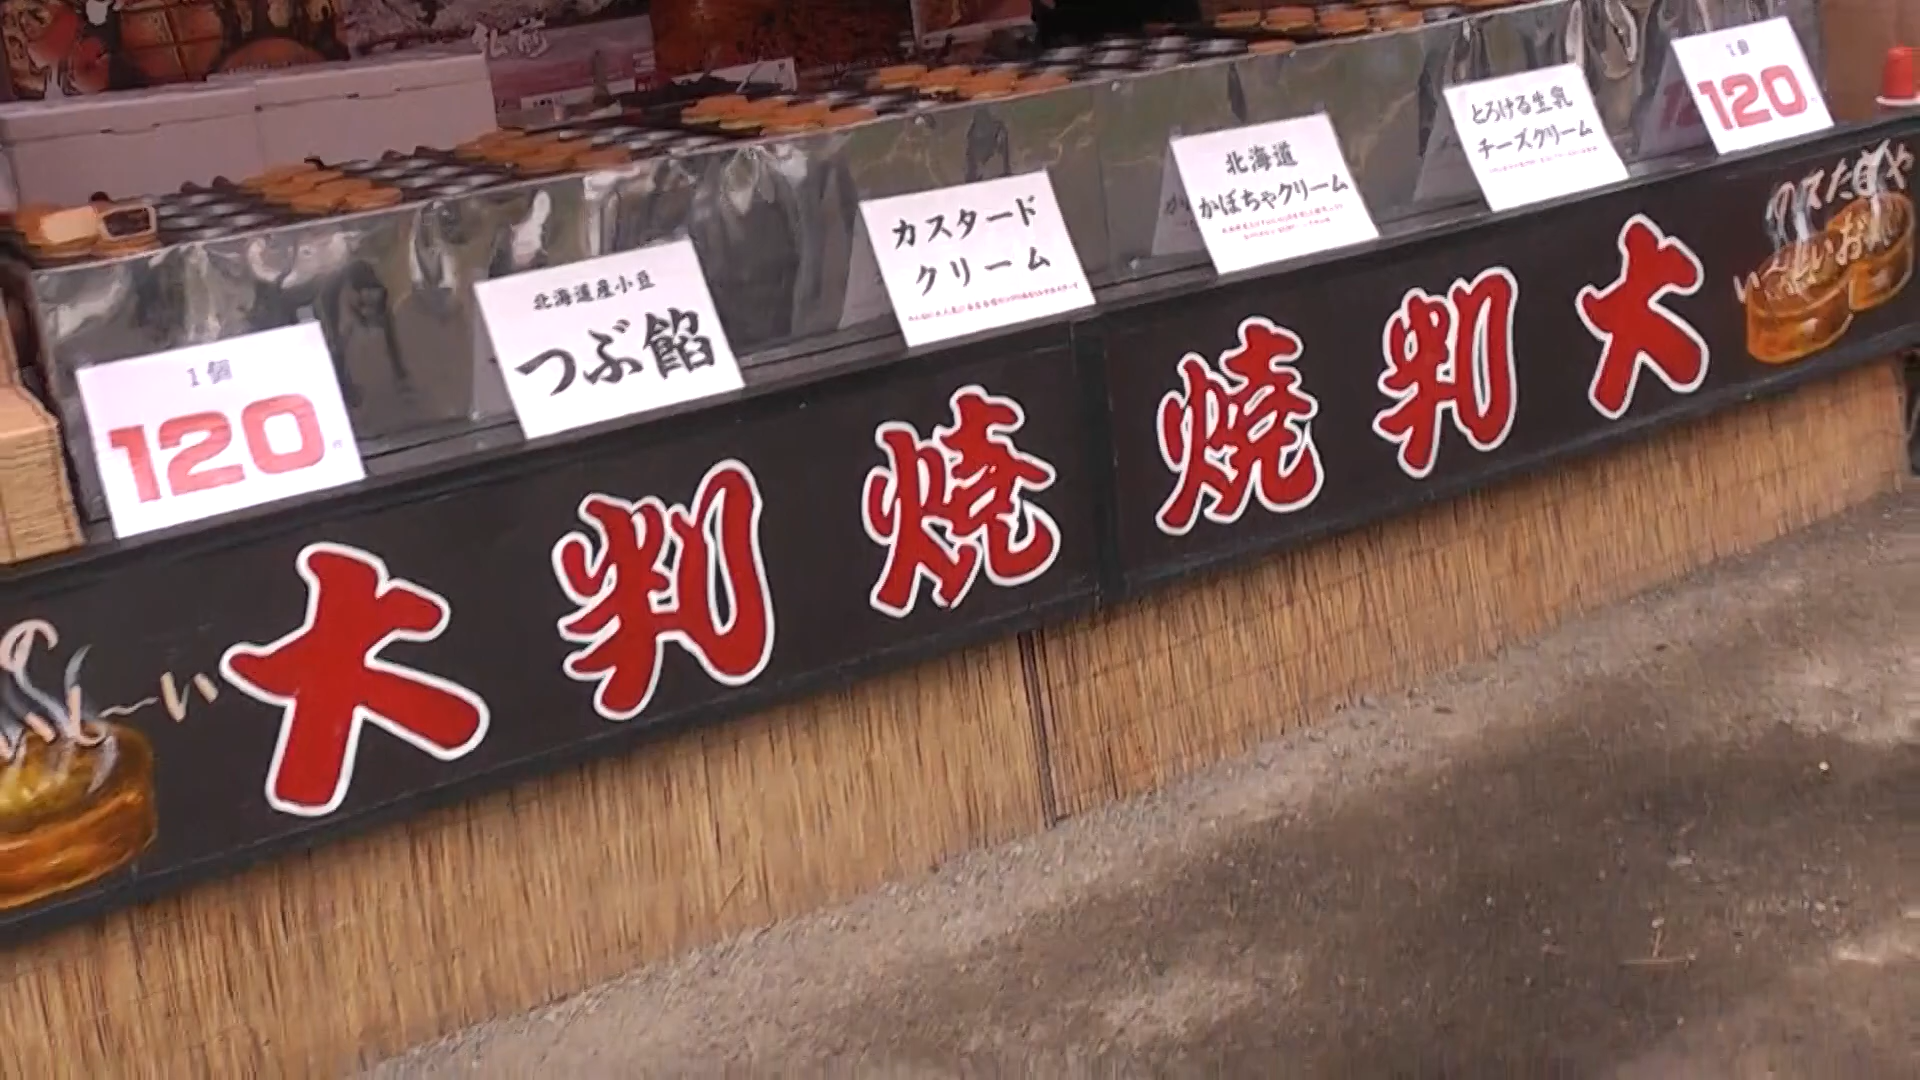 1個
120
北海道産小豆
つぶ餡
カスタード
クリーム
北海道
かぼちゃクリーム
とろける生乳
チーズクリーム
1個
120
大判焼
焼判大